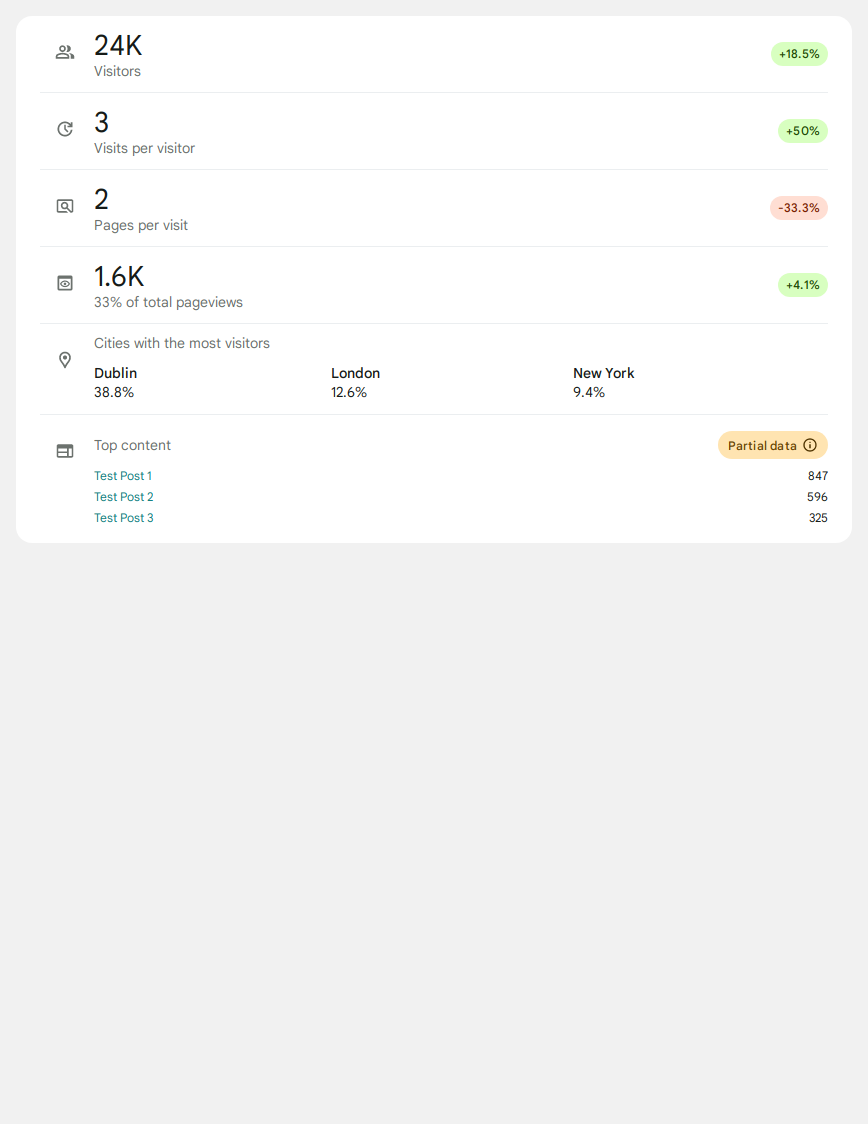 24K
Visitors
+18.5%
3
Visits per visitor
+50%
2
Pages per visit
-33.3%
1.6K
33% of total pageviews
+4.1%
Cities with the most visitors
Dublin London New York
38.8% 12.6% 9.4%
Top content Partial data
Test Post 1 847
Test Post 2 596
Test Post 3 325